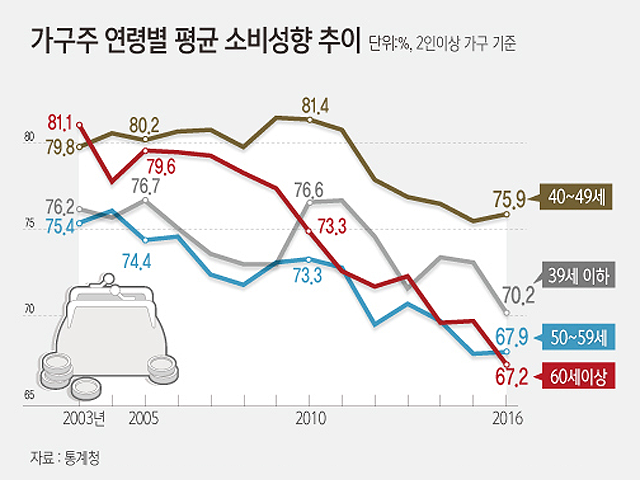 가구주 연령별 평균 소비성향 추이 단위:%, 2인이상 가구 기준
81.1
80
79.8
80.2
81.4
79.6
76.7
76.2
75
75.4
74.4
76.6
73.3
73.3
75.9 40~49세
39세 이하
70.2
70
67.9 50~59세
67.2 60세이상
65
2003년 2005 2010 2016
자료 : 통계청